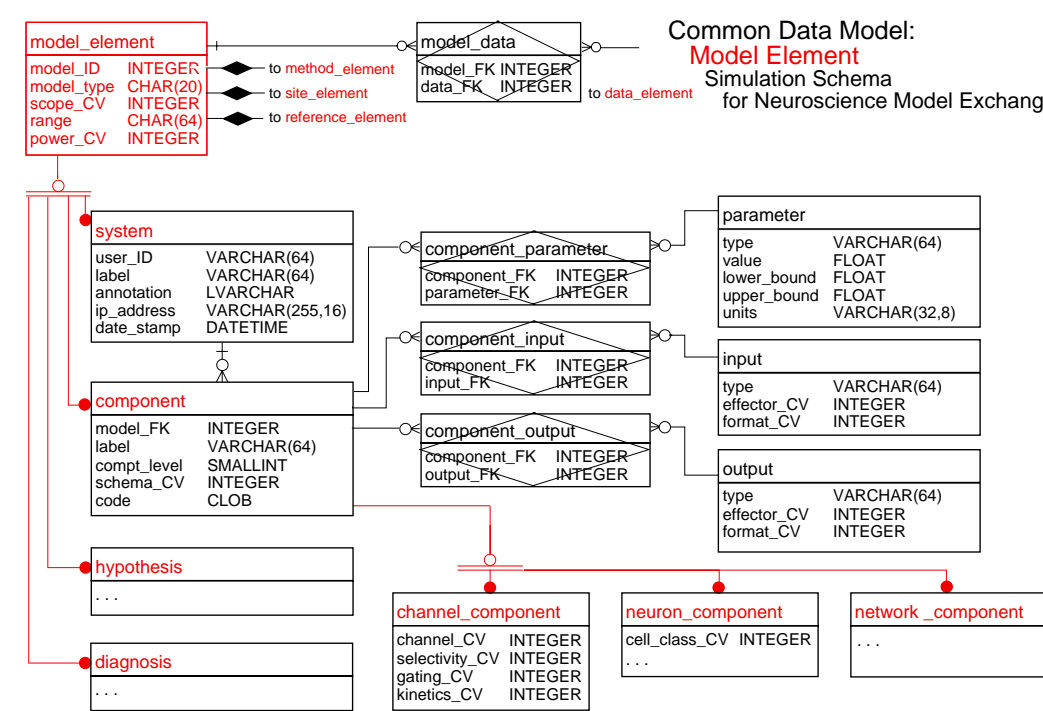 Common Data Model:
Model Element
Simulation Schema
for Neuroscience Model Exchang
model_element
model_ID INTEGER
model_type CHAR(20)
scope_CV INTEGER
range CHAR(64)
power_CV INTEGER
to method_element
to site_element
to reference_element
model_data
model_FK INTEGER
data_FK INTEGER
to data_element
system
user_ID VARCHAR(64)
label VARCHAR(64)
annotation LVARCHAR
ip_address VARCHAR(255,16)
date_stamp DATETIME
component_parameter
component_FK INTEGER
parameter_FK INTEGER
parameter
type VARCHAR(64)
value FLOAT
lower_bound FLOAT
upper_bound FLOAT
units VARCHAR(32,8)
component_input
component_FK INTEGER
input_FK INTEGER
input
type VARCHAR(64)
effector_CV INTEGER
format_CV INTEGER
component
model_FK INTEGER
label VARCHAR(64)
compt_level SMALLINT
schema_CV INTEGER
code CLOB
component_output
component_FK INTEGER
output_FK INTEGER
output
type VARCHAR(64)
effector_CV INTEGER
format_CV INTEGER
hypothesis
. . .
diagnosis
. . .
channel_component
channel_CV INTEGER
selectivity_CV INTEGER
gating_CV INTEGER
kinetics_CV INTEGER
neuron_component
cell_class_CV INTEGER
. . .
network _component
. . .